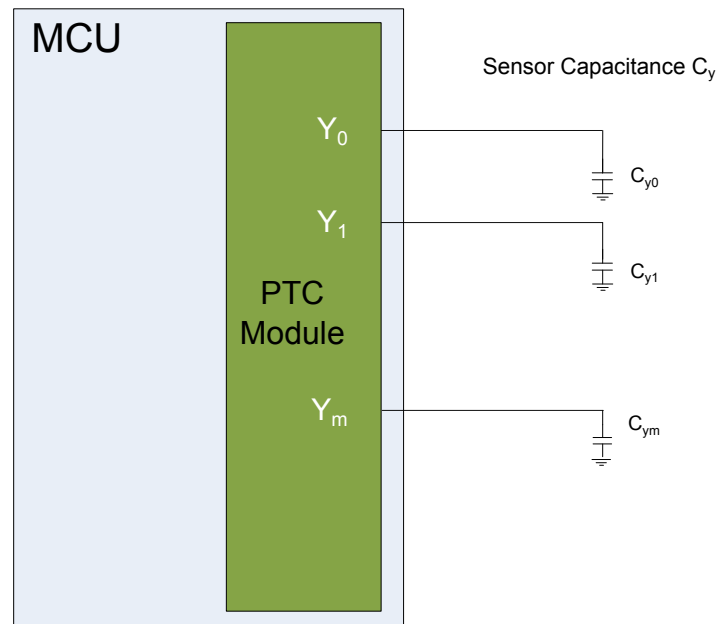 MCU
Sensor Capacitance Cy
Y0
Cy0
Y1
Cy1
PTC
Module
Ym
Cym